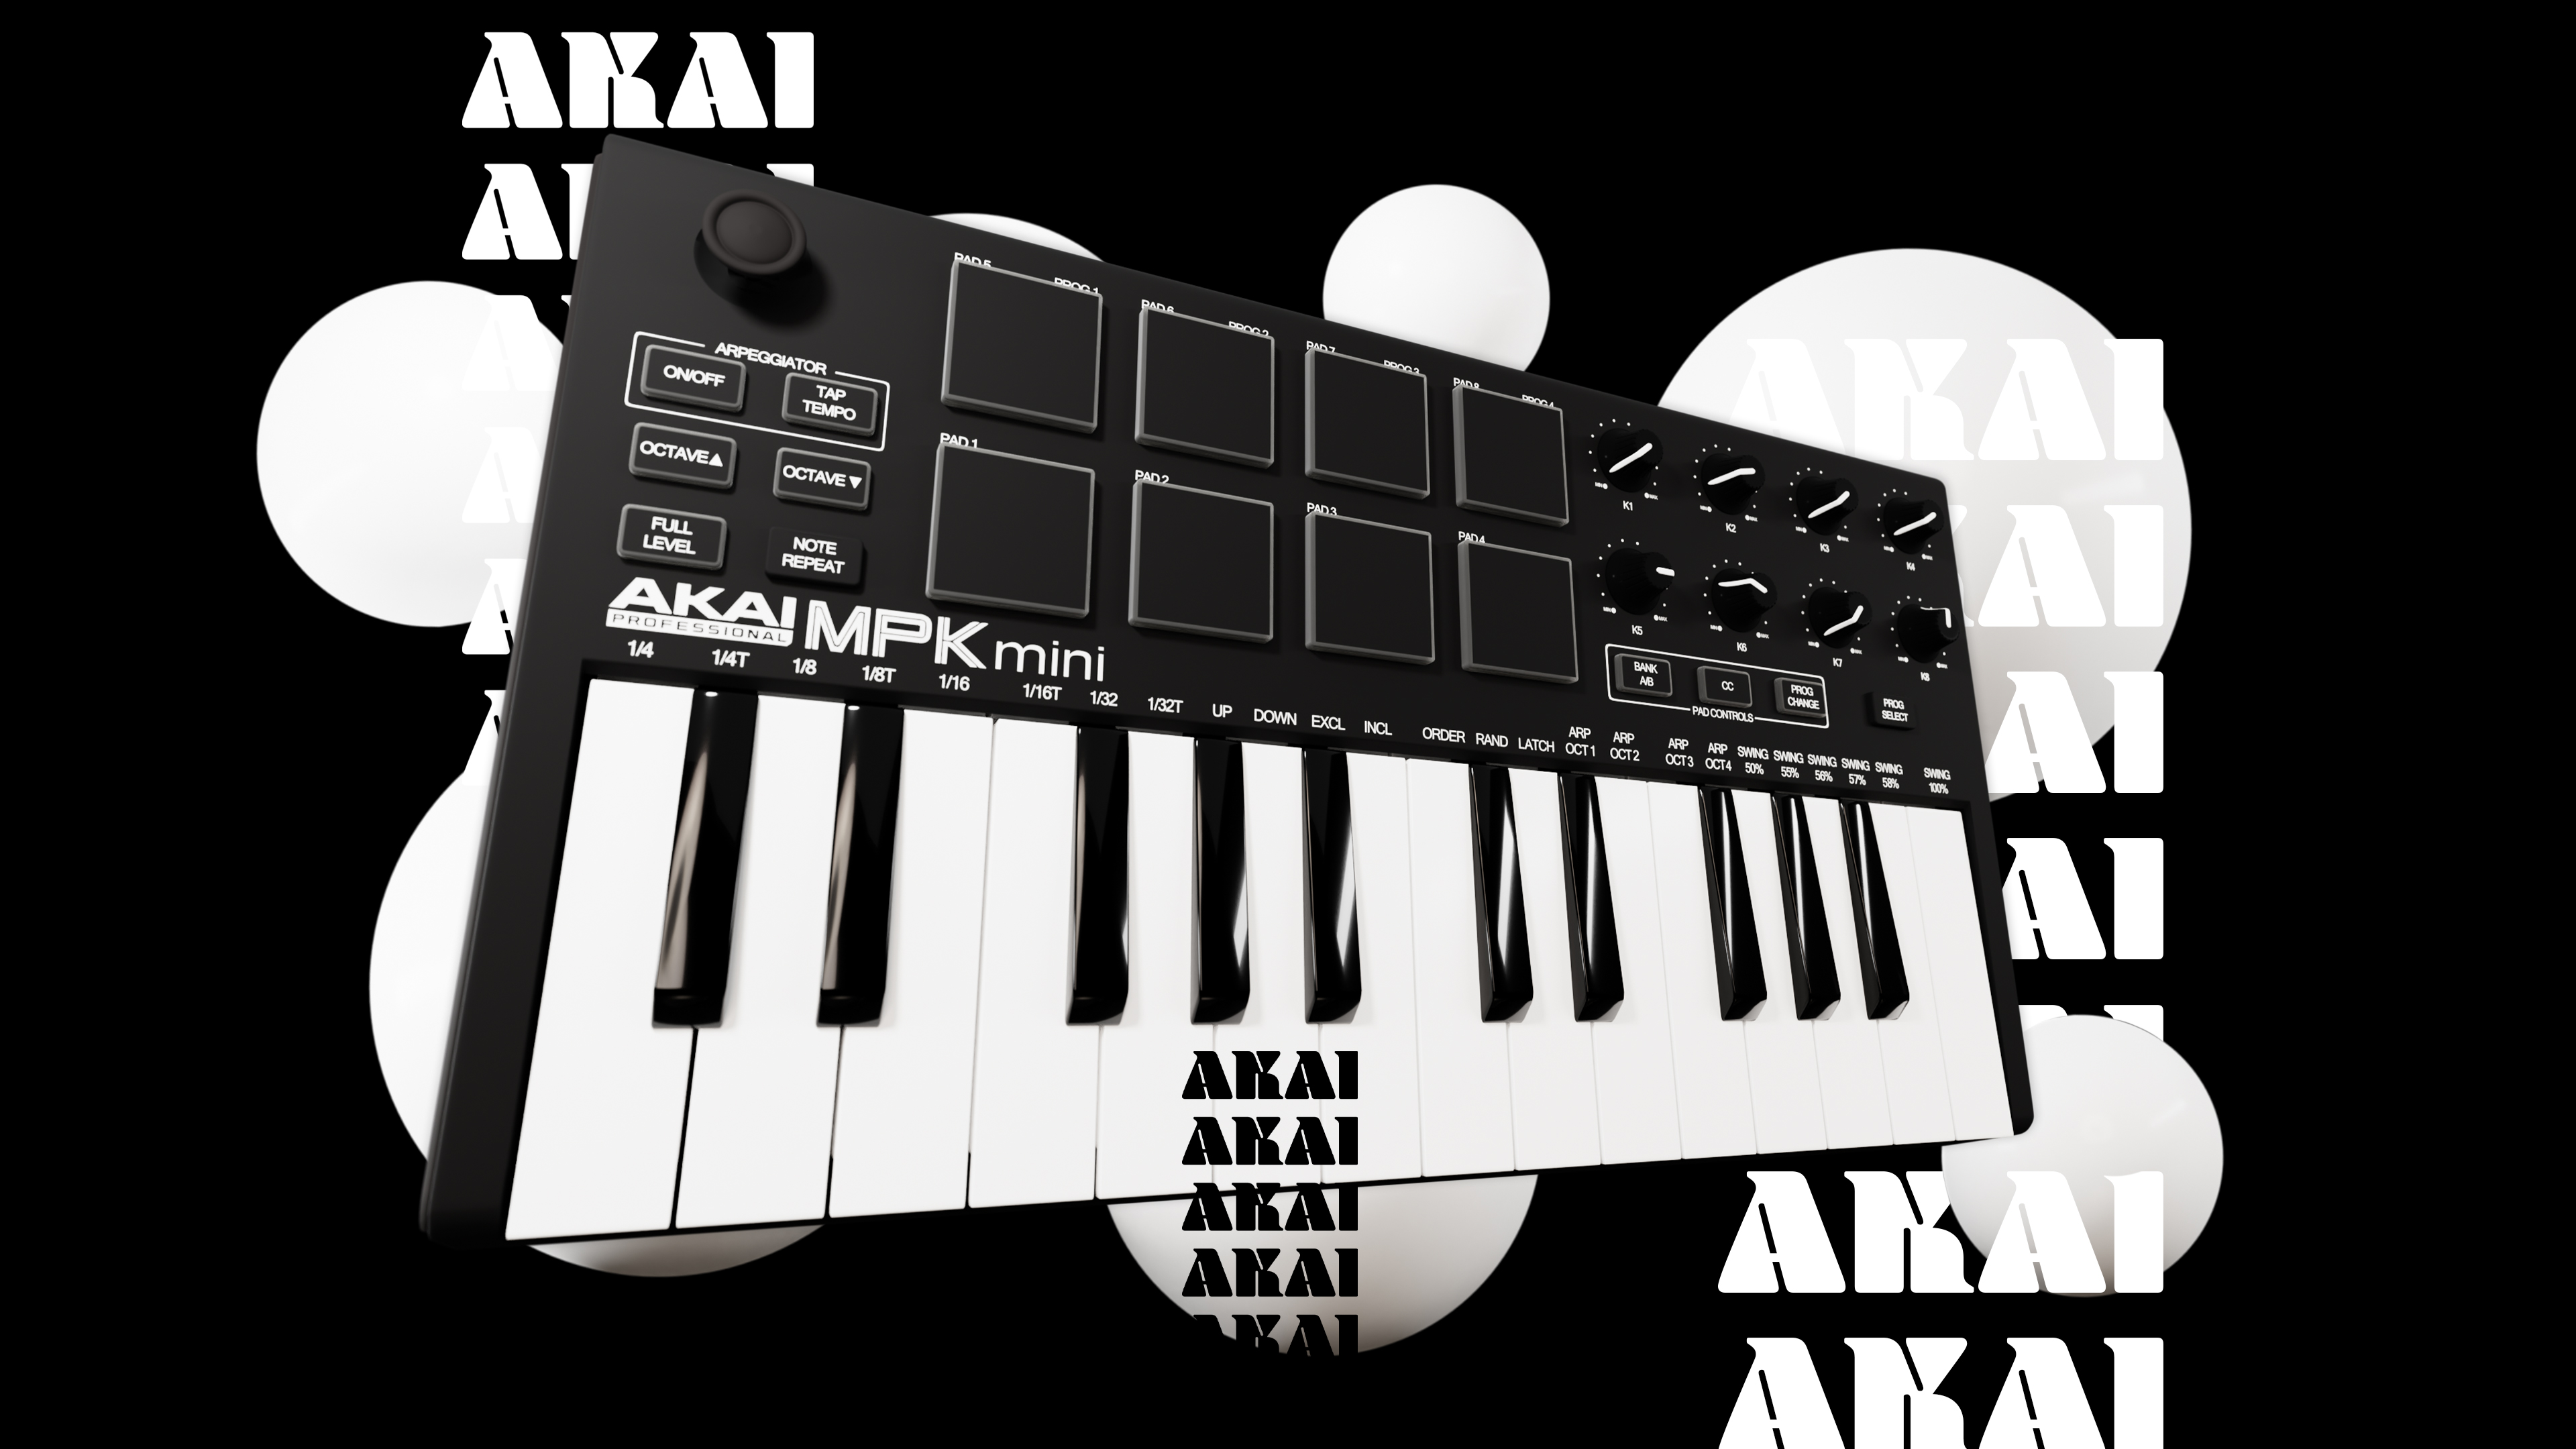 AKAI
PAD 5 PROG 1
PAD 6 PROG 2
PAD 7 PROG 3
PAD 8 PROG 4
ARPEGGIATOR
ON/OFF
TAP
TEMPO
OCTAVE▲
OCTAVE▼
FULL
LEVEL
NOTE
REPEAT
PAD 1
PAD 2
PAD 3
PAD 4
K1
K2
K3
K4
K5
K6
K7
K8
BANK
A/B
CC
PROG
CHANGE
PAD CONTROLS
PROG
SELECT
AKAI
PROFESSIONAL
MPK mini
1/4 1/4T 1/8 1/8T 1/16 1/16T 1/32 1/32T UP DOWN EXCL INCL ORDER RAND LATCH
ARP
OCT 1
ARP
OCT 2
ARP
OCT 3
ARP
OCT 4
SWING
50%
SWING
55%
SWING
56%
SWING
57%
SWING
58%
SWING
100%
AKAI
AKAI
AKAI
AKAI
AKAI
AKAI
AKAI
AKAI
AKAI